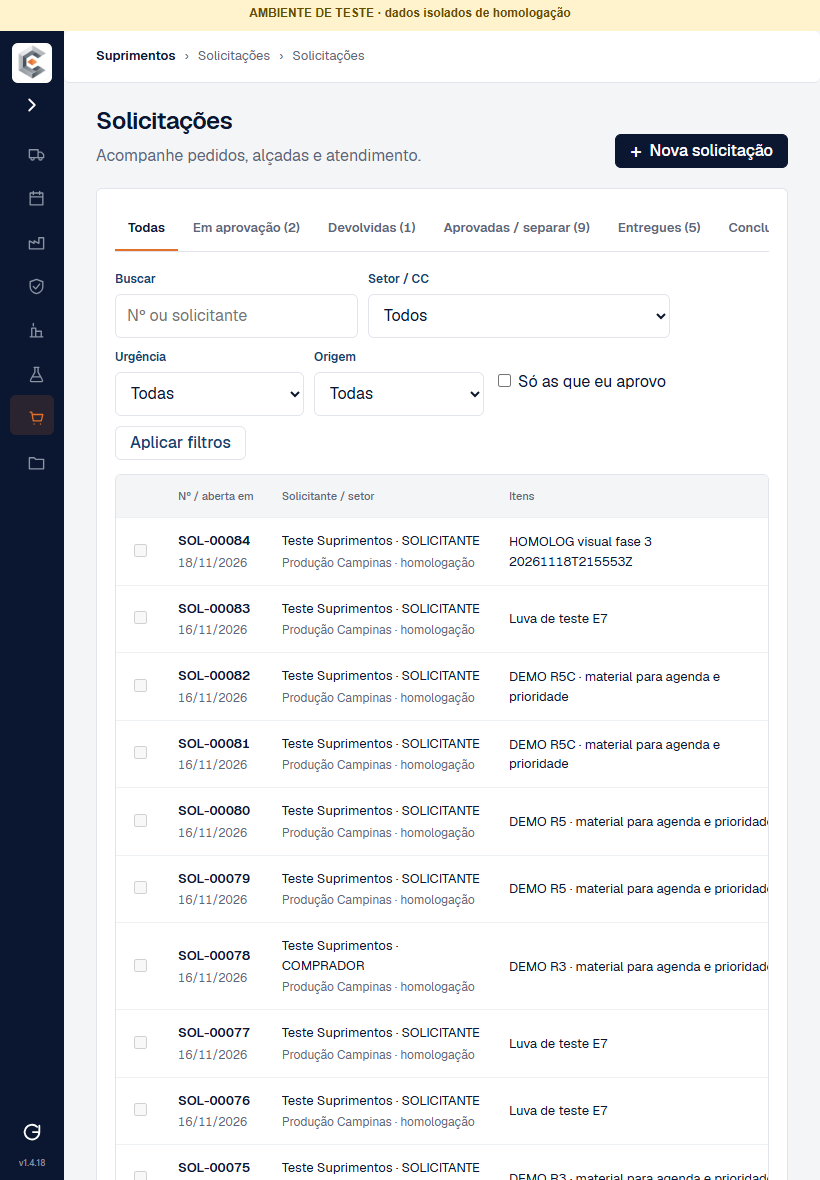 AMBIENTE DE TESTE · dados isolados de homologação
Suprimentos › Solicitações › Solicitações
Solicitações
Acompanhe pedidos, alçadas e atendimento.
+ Nova solicitação
Todas Em aprovação (2) Devolvidas (1) Aprovadas / separar (9) Entregues (5) Conclu
Buscar Setor / CC
Nº ou solicitante Todos
Urgência Origem
Todas Todas Só as que eu aprovo
Aplicar filtros
Nº / aberta em Solicitante / setor Itens
SOL-00084 Teste Suprimentos · SOLICITANTE HOMOLOG visual fase 3
18/11/2026 Produção Campinas · homologação 20261118T215553Z
SOL-00083 Teste Suprimentos · SOLICITANTE Luva de teste E7
16/11/2026 Produção Campinas · homologação
SOL-00082 Teste Suprimentos · SOLICITANTE DEMO R5C · material para agenda e
16/11/2026 Produção Campinas · homologação prioridade
SOL-00081 Teste Suprimentos · SOLICITANTE DEMO R5C · material para agenda e
16/11/2026 Produção Campinas · homologação prioridade
SOL-00080 Teste Suprimentos · SOLICITANTE DEMO R5 · material para agenda e prioridade
16/11/2026 Produção Campinas · homologação
SOL-00079 Teste Suprimentos · SOLICITANTE DEMO R5 · material para agenda e prioridade
16/11/2026 Produção Campinas · homologação
SOL-00078 Teste Suprimentos · COMPRADOR DEMO R3 · material para agenda e prioridade
16/11/2026 Produção Campinas · homologação
SOL-00077 Teste Suprimentos · SOLICITANTE Luva de teste E7
16/11/2026 Produção Campinas · homologação
SOL-00076 Teste Suprimentos · SOLICITANTE Luva de teste E7
16/11/2026 Produção Campinas · homologação
SOL-00075 Teste Suprimentos · SOLICITANTE DEMO R3 · material para agenda e prioridade
v1.4.18